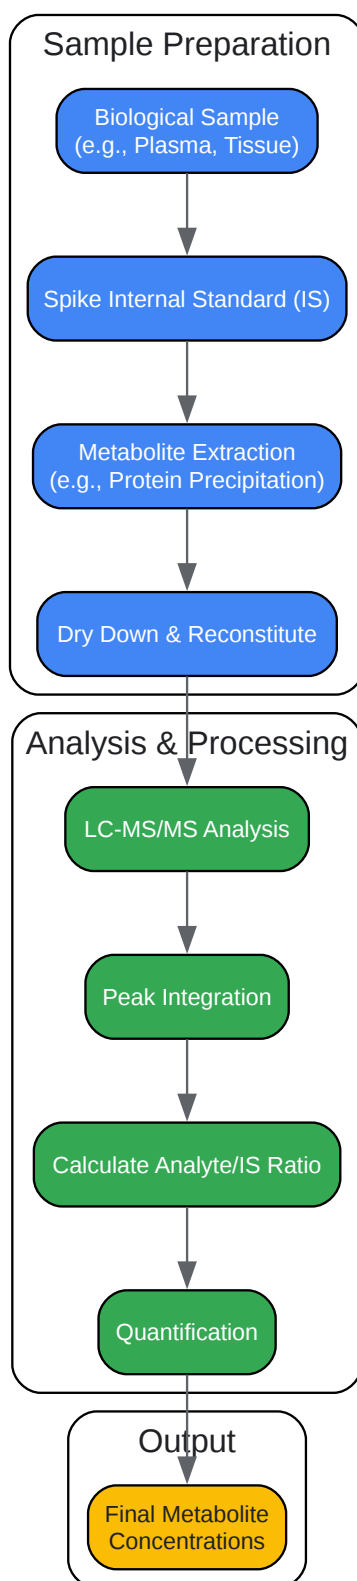 Sample Preparation
Biological Sample
(e.g., Plasma, Tissue)
Spike Internal Standard (IS)
Metabolite Extraction
(e.g., Protein Precipitation)
Dry Down & Reconstitute
Analysis & Processing
LC-MS/MS Analysis
Peak Integration
Calculate Analyte/IS Ratio
Quantification
Output
Final Metabolite
Concentrations